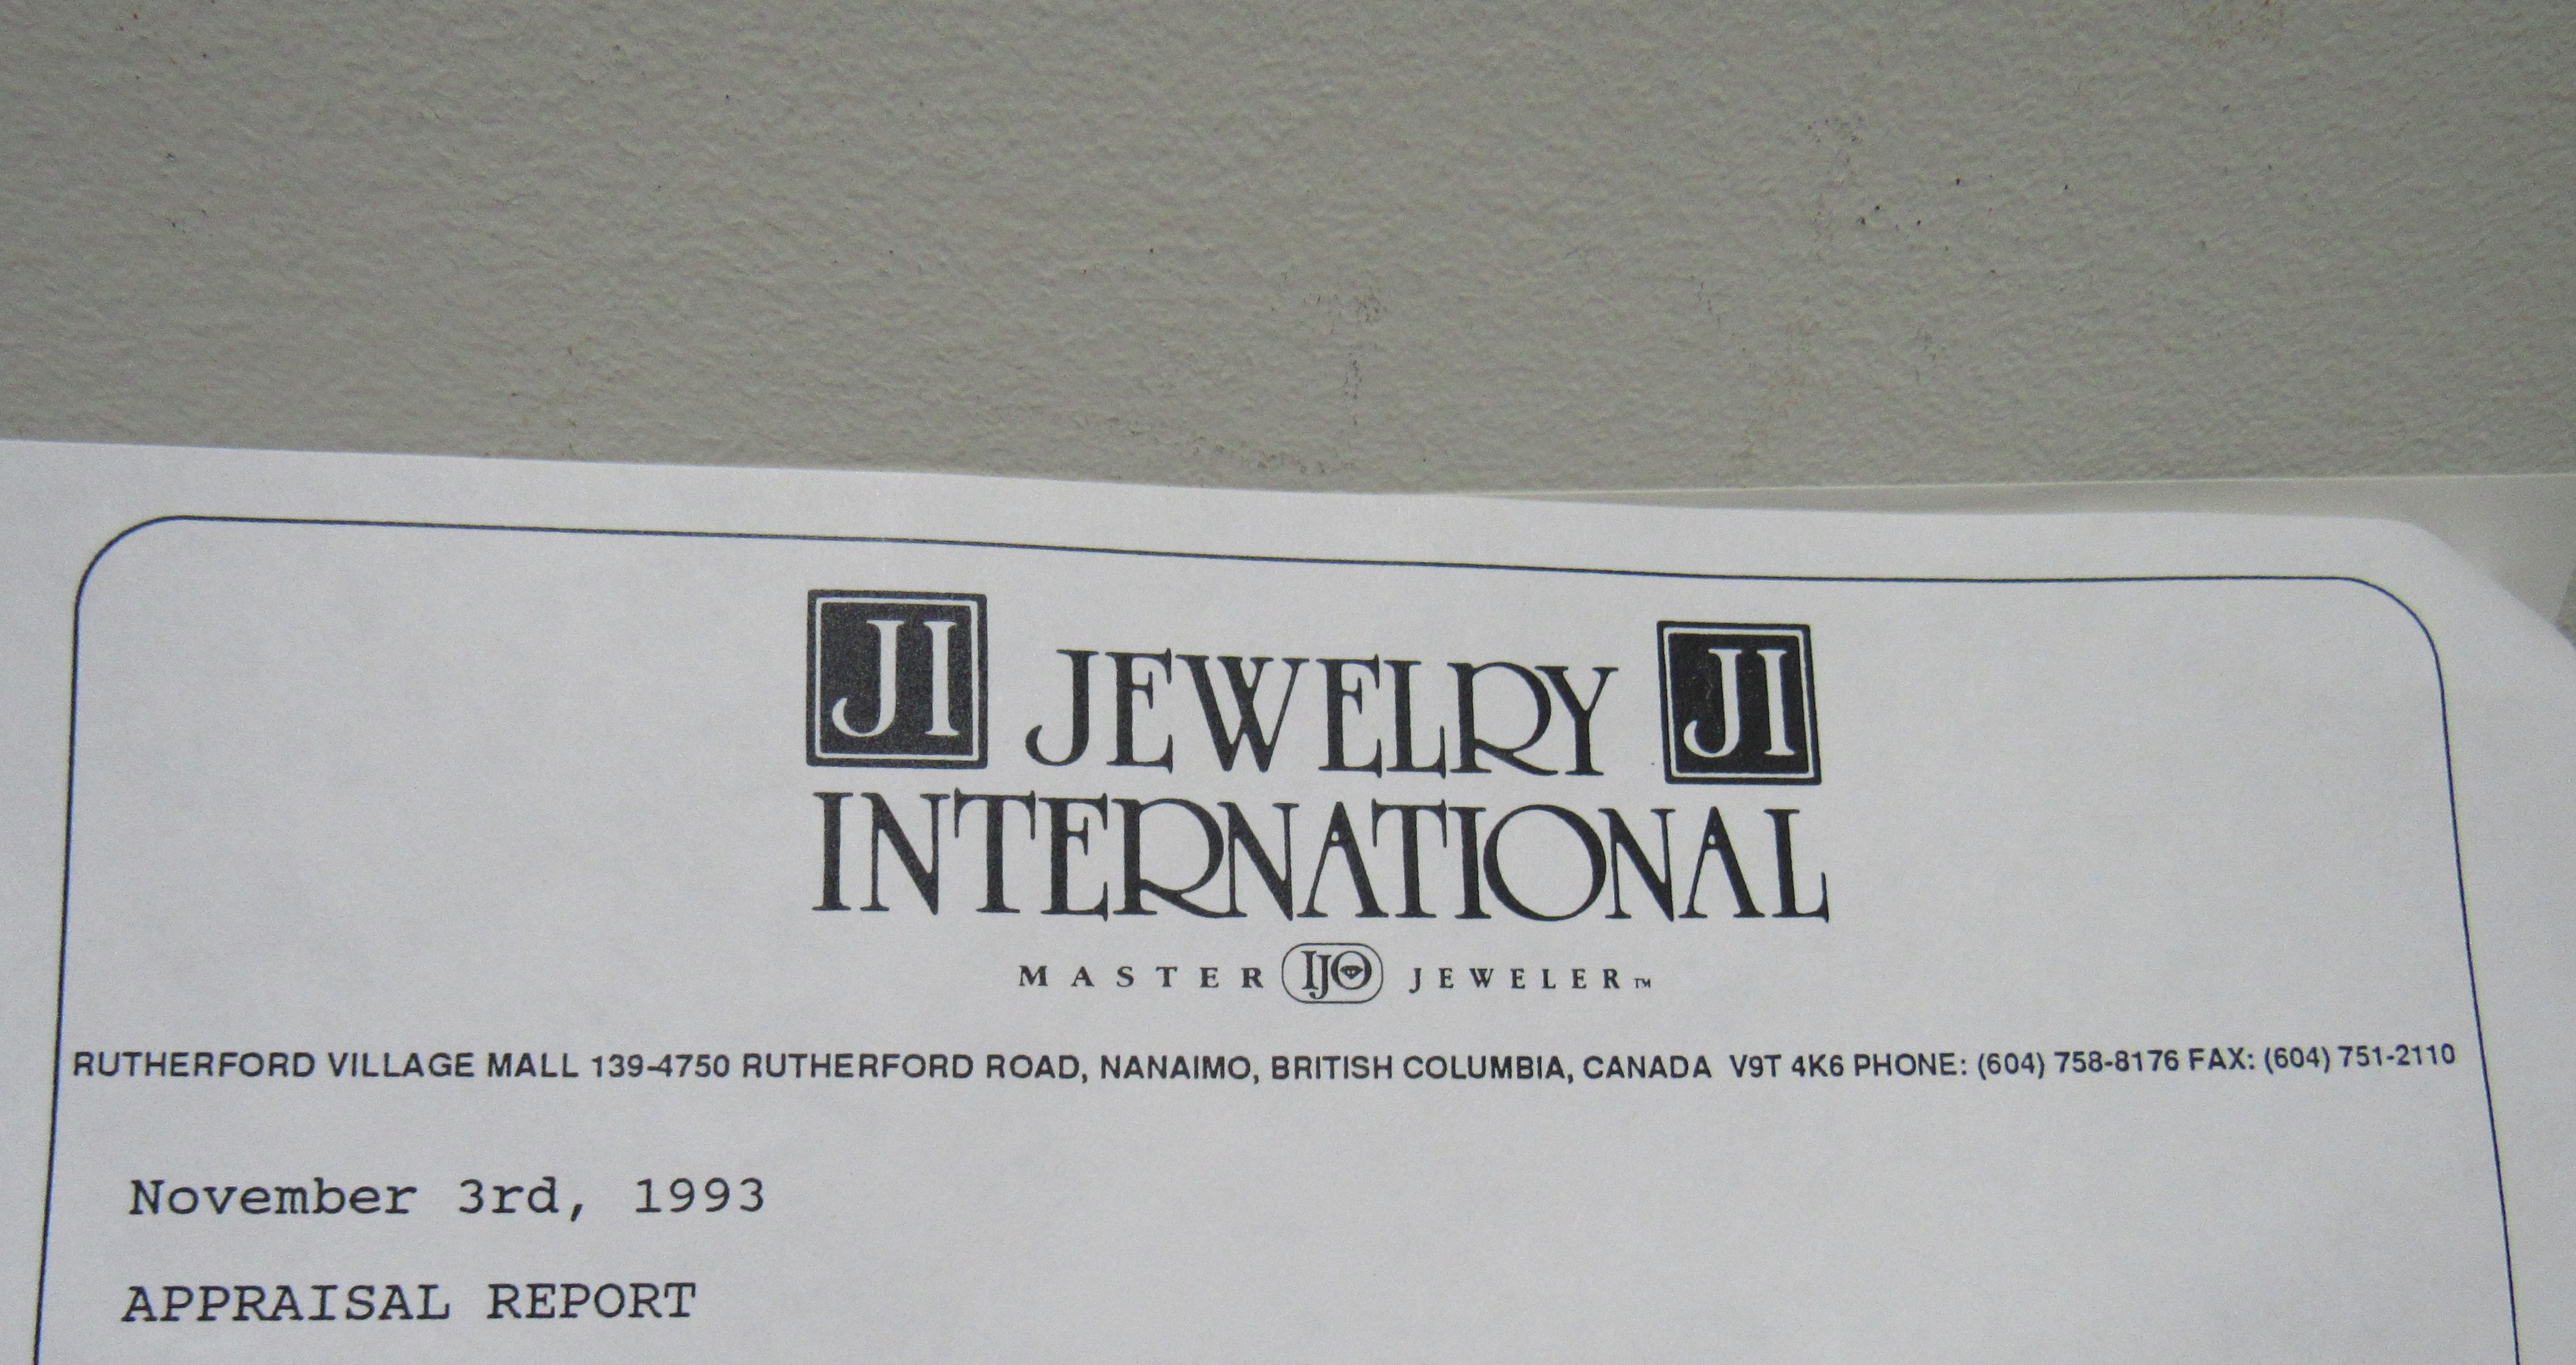 JI JEWELRY JI
INTERNATIONAL
MASTER IJO JEWELER™
RUTHERFORD VILLAGE MALL 139-4750 RUTHERFORD ROAD, NANAIMO, BRITISH COLUMBIA, CANADA V9T 4K6 PHONE: (604) 758-8176 FAX: (604) 751-2110
November 3rd, 1993
APPRAISAL REPORT